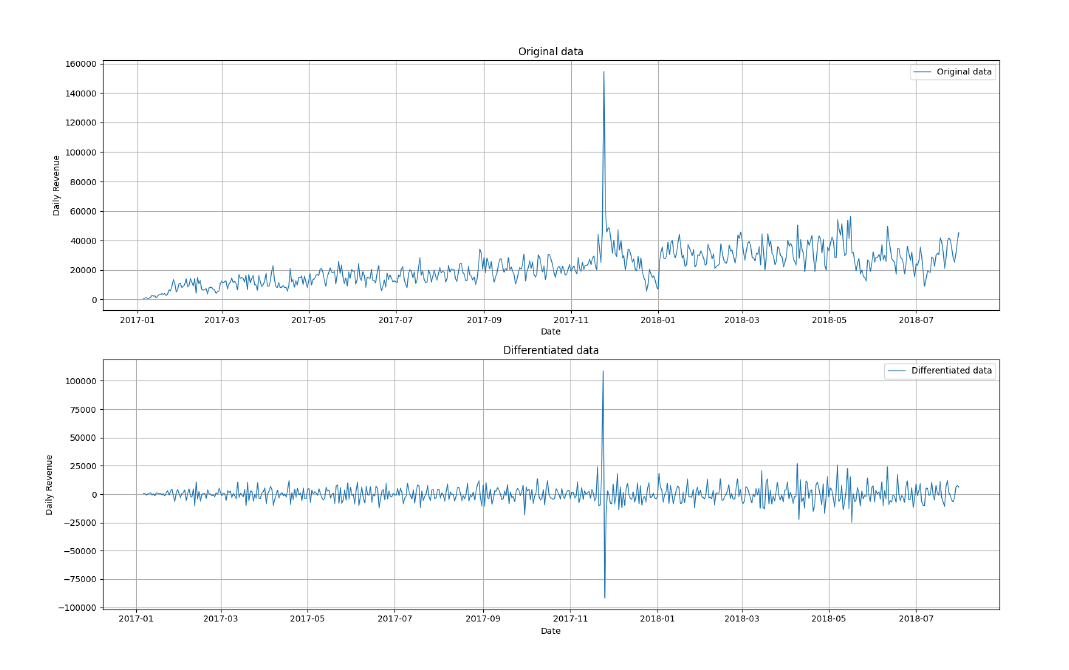 Original data
Original data
160000
140000
120000
100000
80000
60000
40000
20000
0
Daily Revenue
2017-01 2017-03 2017-05 2017-07 2017-09 2017-11 2018-01 2018-03 2018-05 2018-07
Date
Differentiated data
Differentiated data
100000
75000
50000
25000
0
−25000
−50000
−75000
−100000
Daily Revenue
2017-01 2017-03 2017-05 2017-07 2017-09 2017-11 2018-01 2018-03 2018-05 2018-07
Date